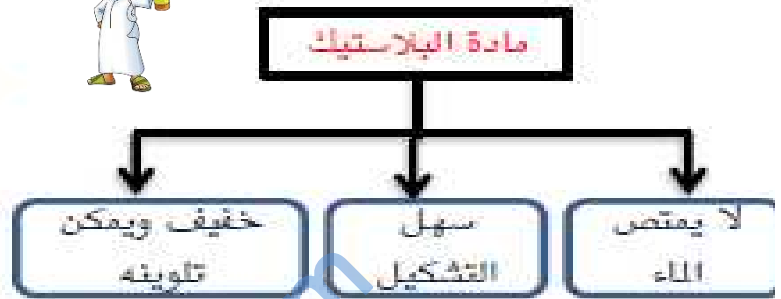 مادة البلاستيك
لا يمتص
الماء
سهل
التشكيل
خفيف ويمكن
تلوينه